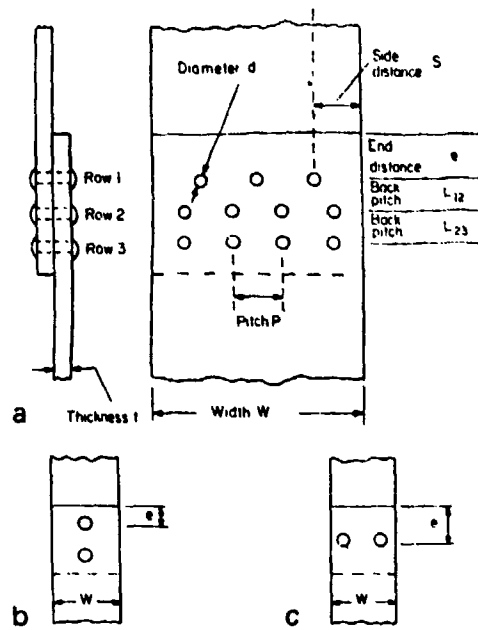 Diameter d
Side
distance S
End
distance e
Row 1
Back
pitch L12
Row 2
Back
pitch L23
Row 3
Pitch P
Thickness t
Width W
a
e
W
b
e
W
c